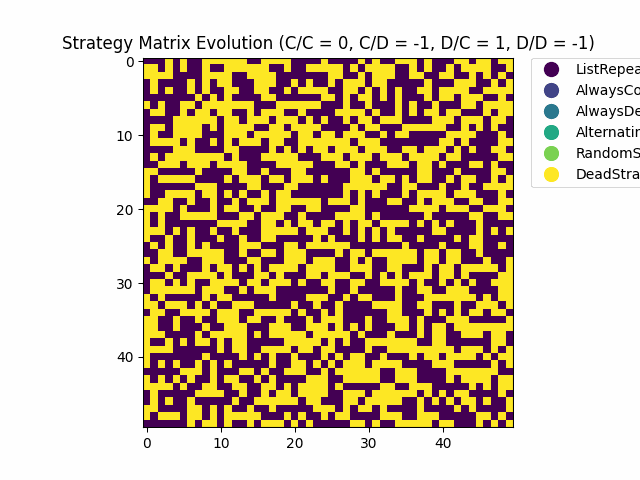 Strategy Matrix Evolution (C/C = 0, C/D = -1, D/C = 1, D/D = -1)
0
10
20
30
40
0 10 20 30 40
ListRepea
AlwaysCo
AlwaysDe
Alternatin
RandomS
DeadStra